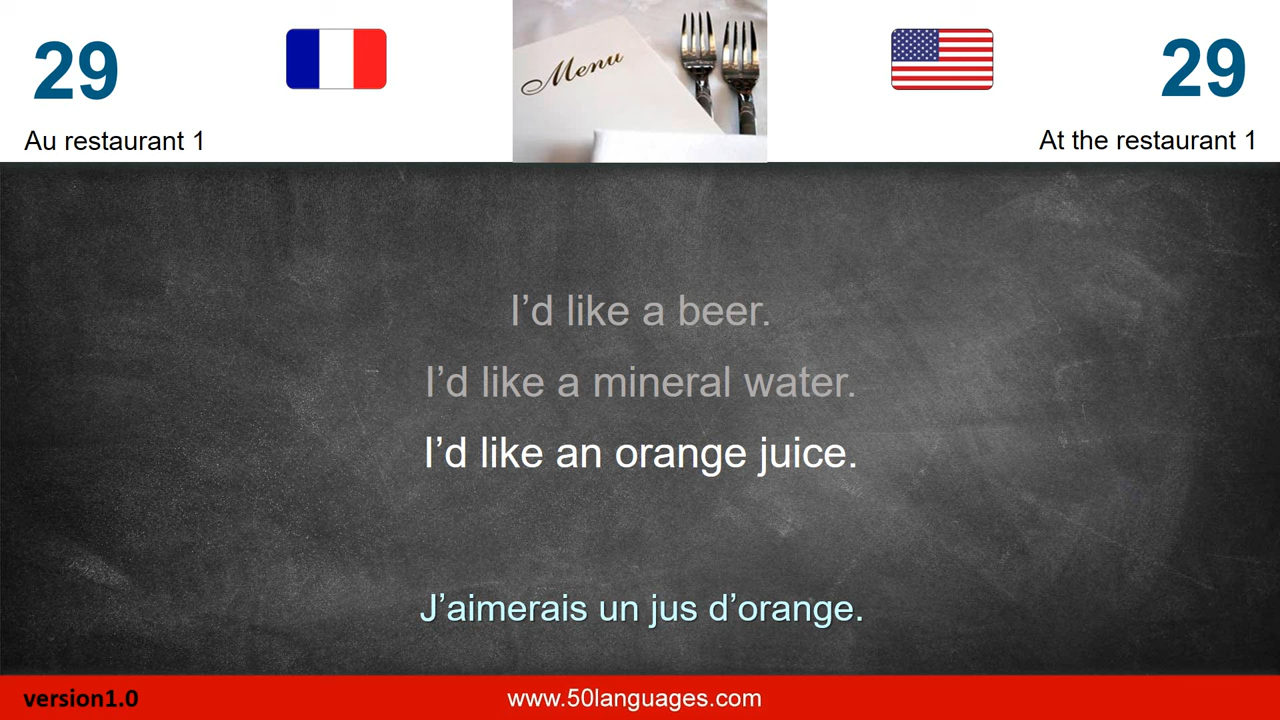 29
29
Au restaurant 1
Menu
At the restaurant 1
I’d like a beer.
I’d like a mineral water.
I’d like an orange juice.
J’aimerais un jus d’orange.
version1.0
www.50languages.com